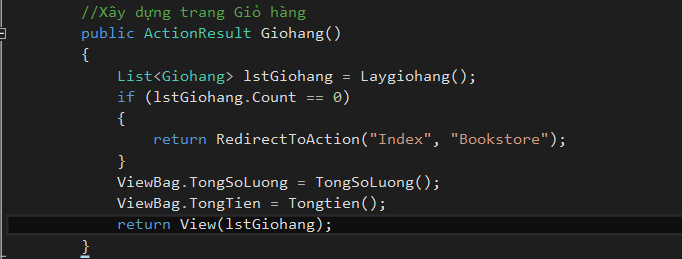 //Xây dựng trang Giỏ hàng
public ActionResult Giohang()
{
List<Giohang> lstGiohang = Laygiohang();
if (lstGiohang.Count == 0)
{
return RedirectToAction("Index", "Bookstore");
}
ViewBag.TongSoLuong = TongSoLuong();
ViewBag.TongTien = Tongtien();
return View(lstGiohang);
}